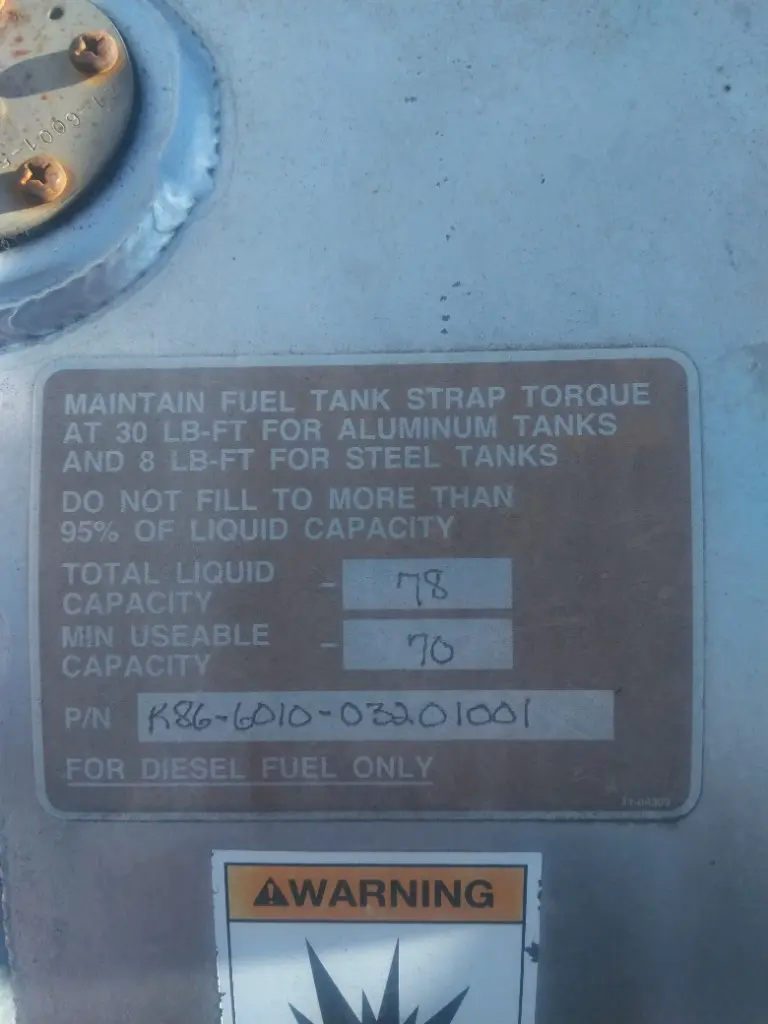 MAINTAIN FUEL TANK STRAP TORQUE
AT 30 LB-FT FOR ALUMINUM TANKS
AND 8 LB-FT FOR STEEL TANKS
DO NOT FILL TO MORE THAN
95% OF LIQUID CAPACITY
TOTAL LIQUID
CAPACITY - 78
MIN USEABLE
CAPACITY - 70
P/N K86-6010-03201001
FOR DIESEL FUEL ONLY
WARNING